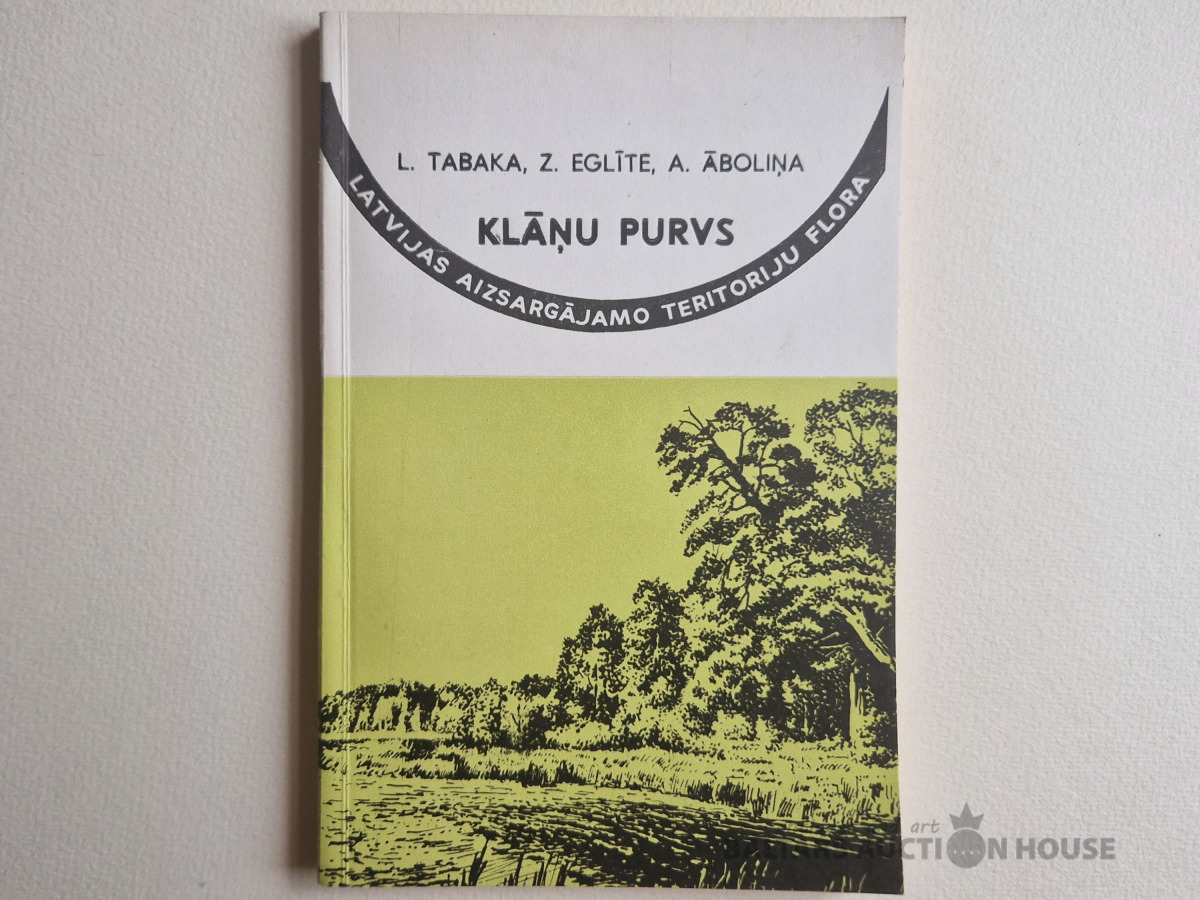 L. TABAKA, Z. EGLĪTE, A. ĀBOLIŅA
KLĀŅU PURVS
LATVIJAS AIZSARGĀJAMO TERITORIJU FLORA
art
AUCTION HOUSE